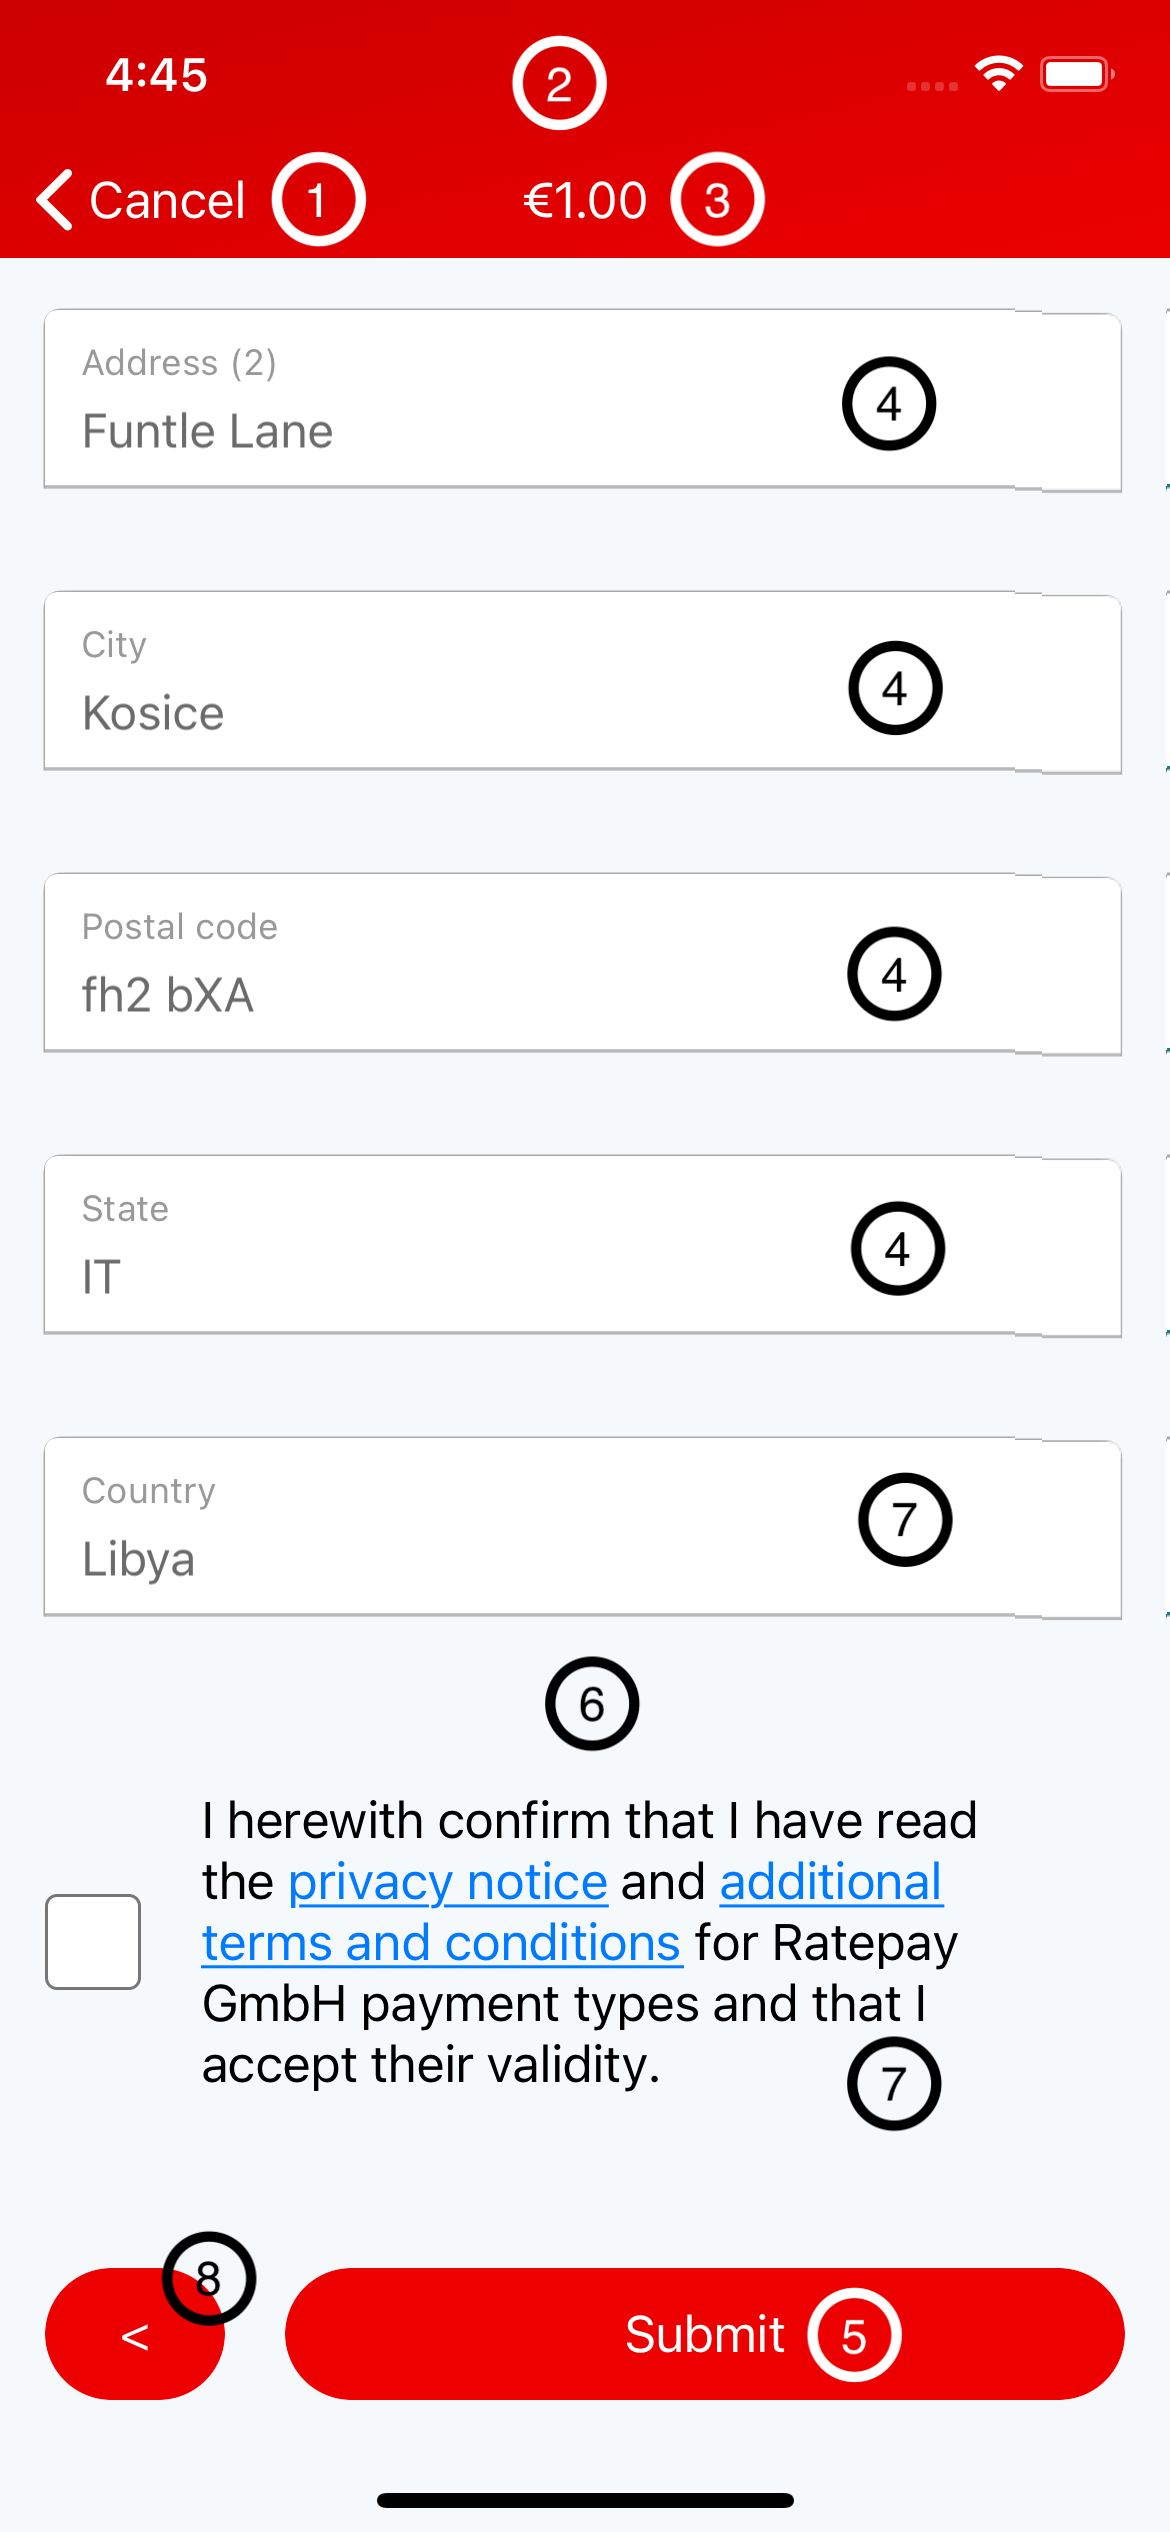 4:45
2
Cancel 1 €1.00 3
Address (2)
Funtle Lane
4
City
Kosice
4
Postal code
fh2 bXA
4
State
IT
4
Country
Libya
7
6
I herewith confirm that I have read
the privacy notice and additional
terms and conditions for Ratepay
GmbH payment types and that I
accept their validity.
7
8
<
Submit 5